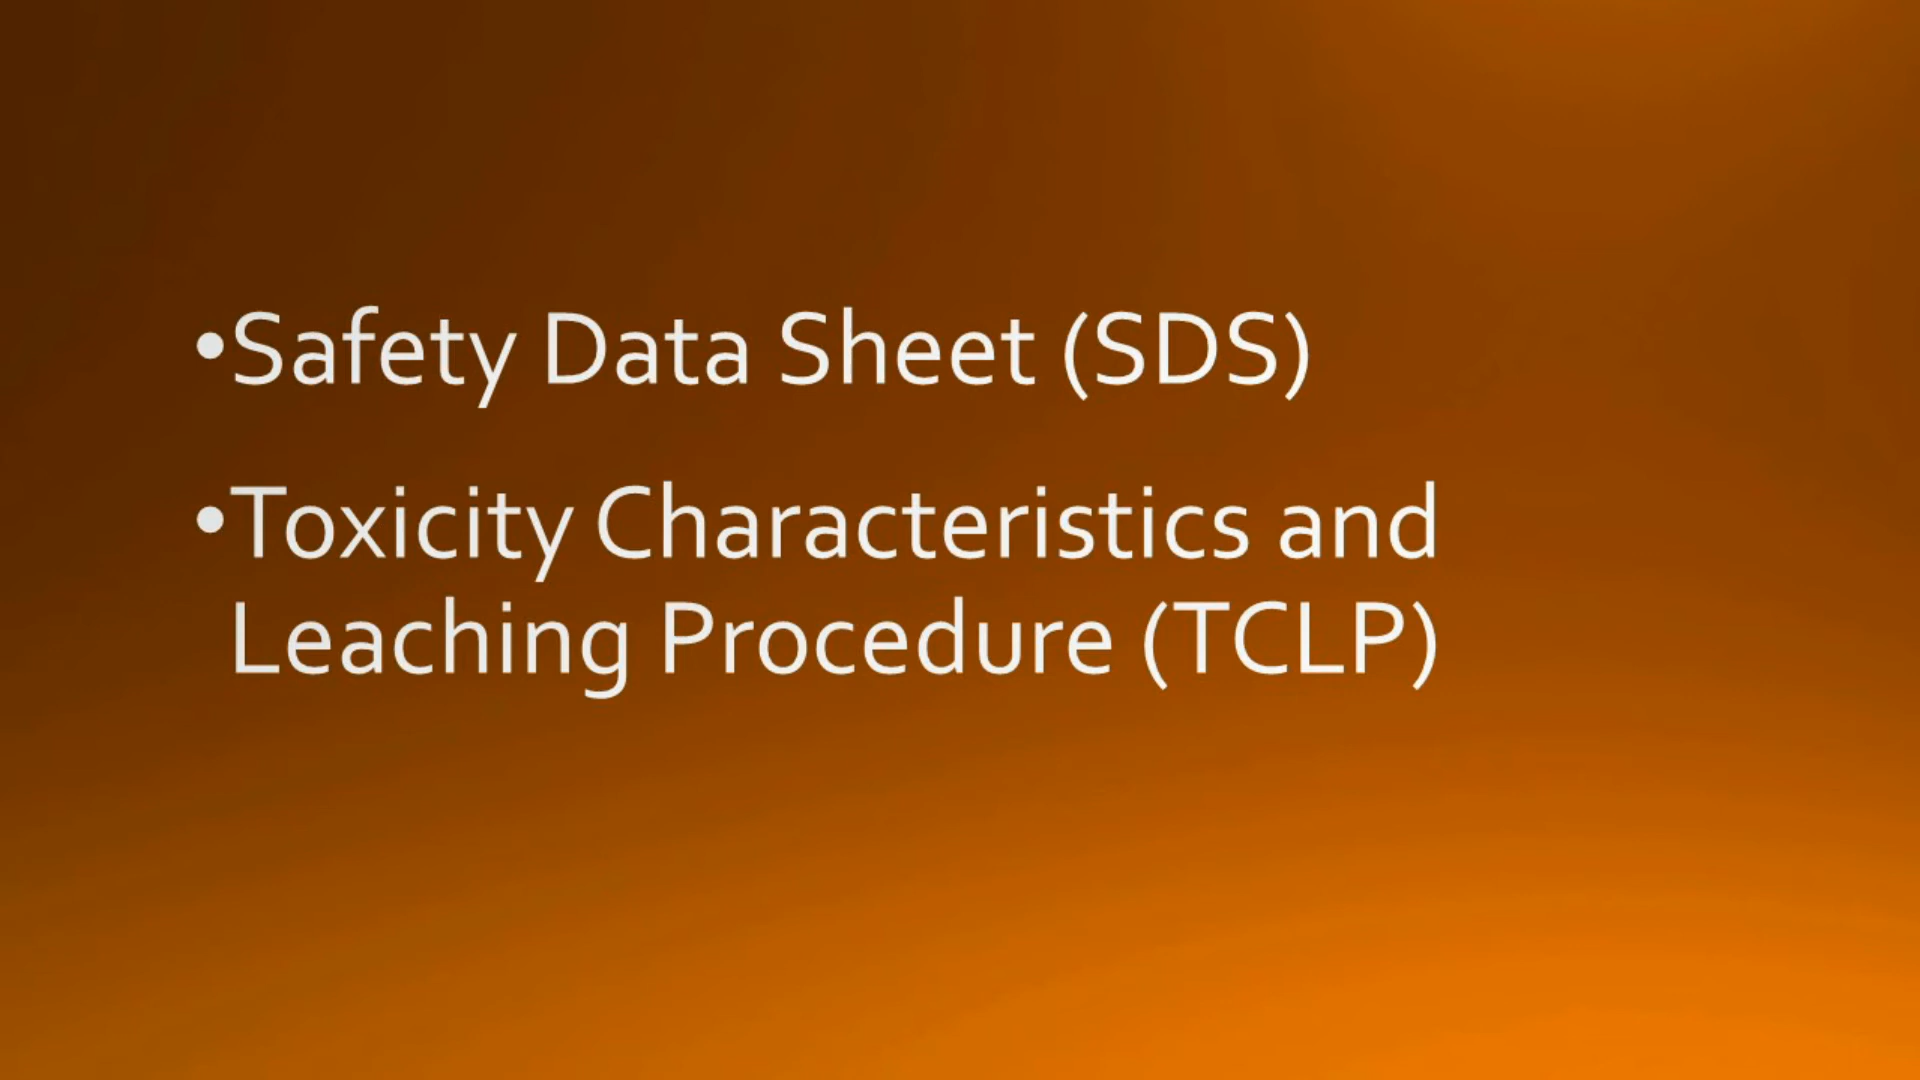 •Safety Data Sheet (SDS)
•Toxicity Characteristics and
Leaching Procedure (TCLP)